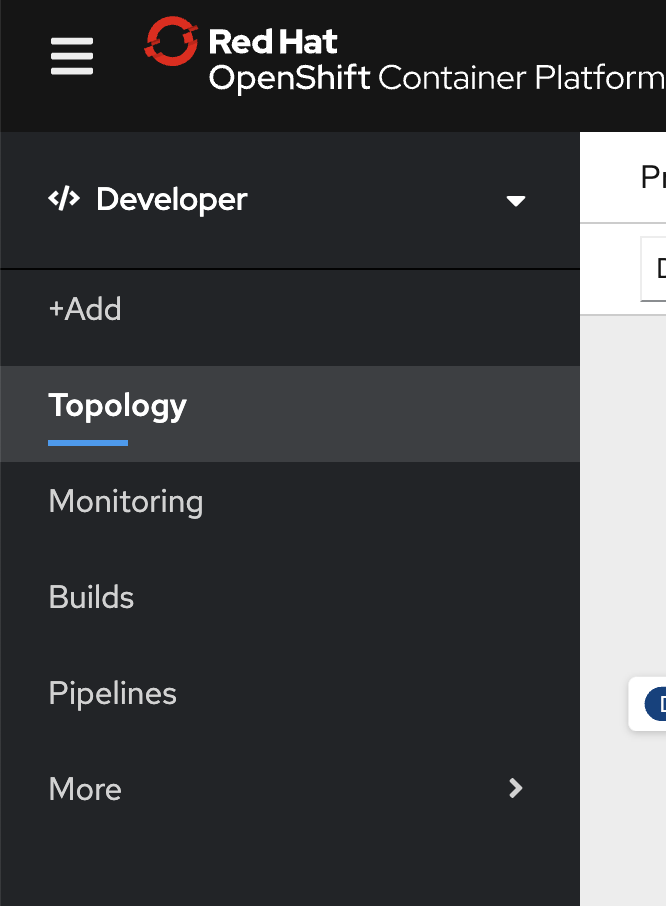 Red Hat
OpenShift Container Platform
</> Developer
Pr
+Add
Topology
Monitoring
Builds
Pipelines
More